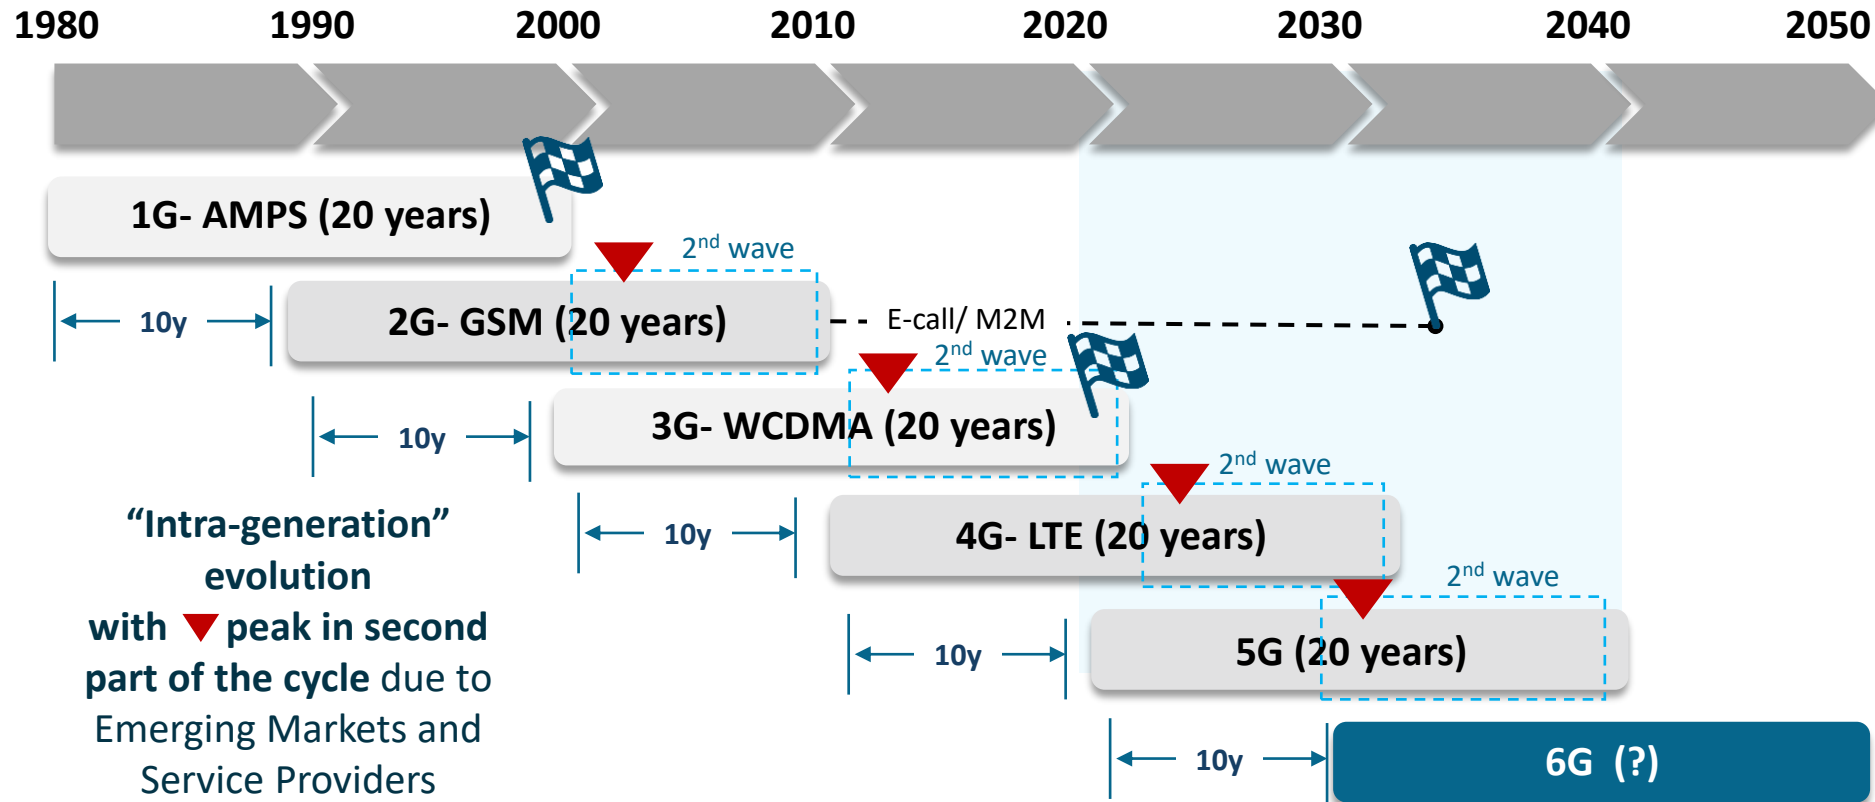 1980 1990 2000 2010 2020 2030 2040 2050
1G- AMPS (20 years)
2nd wave
10y
2G- GSM (20 years)
E-call/ M2M
2nd wave
10y
3G- WCDMA (20 years)
2nd wave
10y
4G- LTE (20 years)
2nd wave
10y
5G (20 years)
10y
6G (?)
“Intra-generation”
evolution
with peak in second
part of the cycle due to
Emerging Markets and
Service Providers